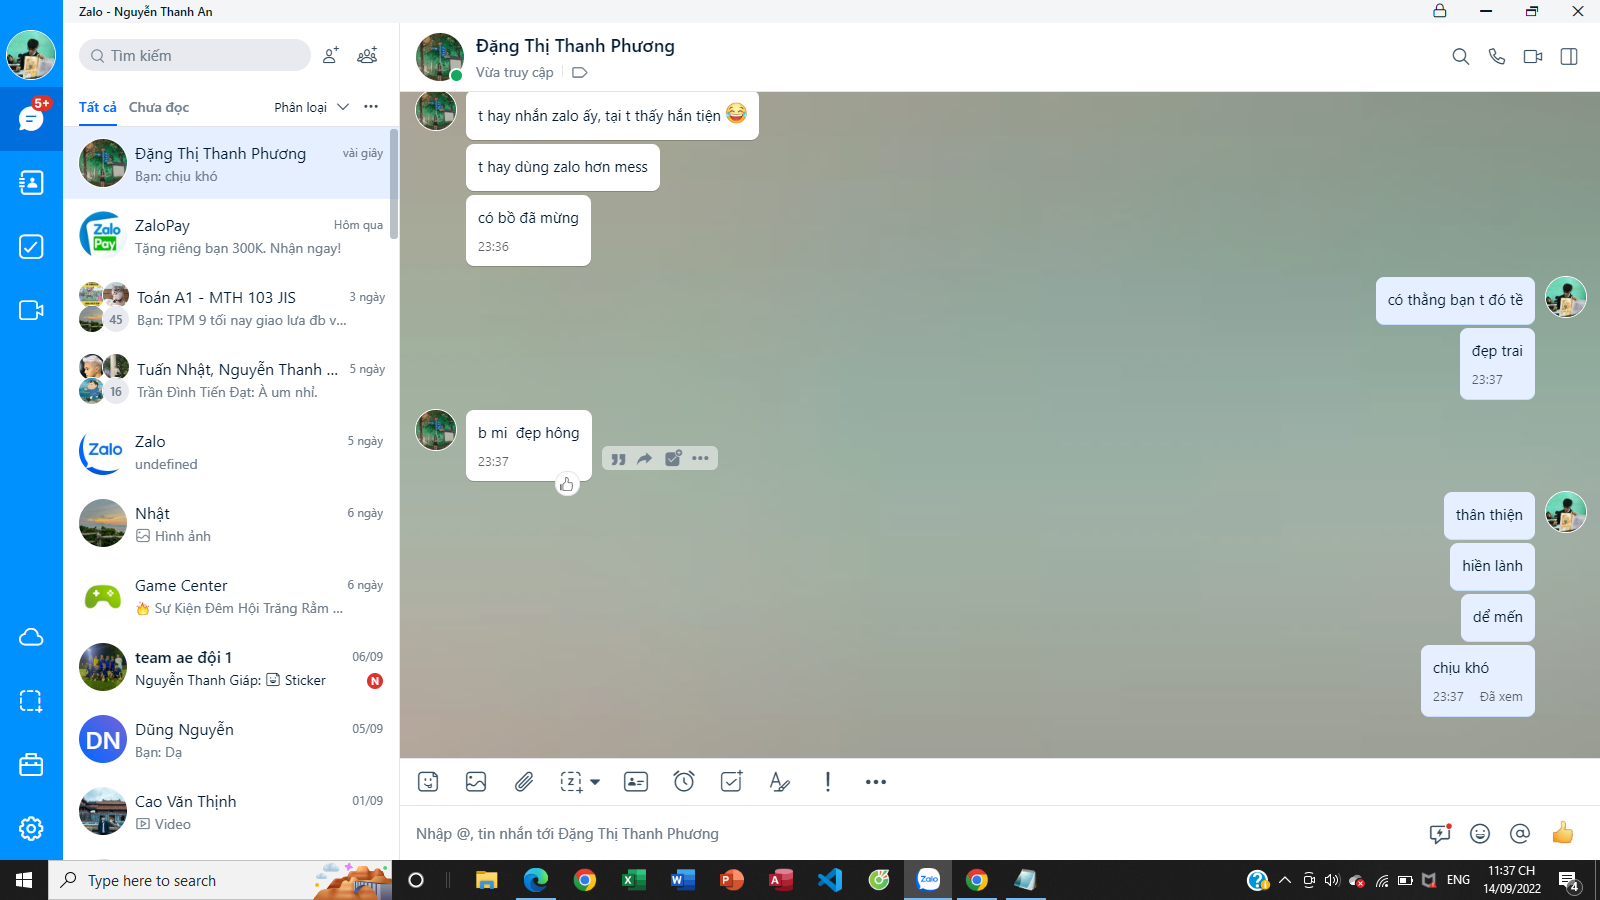 Zalo - Nguyễn Thanh An
5+
Tìm kiếm
Tất cả Chưa đọc Phân loại
Đặng Thị Thanh Phương vài giây
Bạn: chịu khó
Zalo Pay
ZaloPay Hôm qua
Tặng riêng bạn 300K. Nhận ngay!
45
Toán A1 - MTH 103 JIS 3 ngày
Bạn: TPM 9 tối nay giao lưa đb v...
16
Tuấn Nhật, Nguyễn Thanh ... 5 ngày
Trần Đình Tiến Đạt: À um nhỉ.
Zalo
Zalo 5 ngày
undefined
Nhật 6 ngày
Hình ảnh
Game Center 6 ngày
🔥 Sự Kiện Đêm Hội Trăng Rằm ...
team ae đội 1 06/09
Nguyễn Thanh Giáp: Sticker N
DN
Dũng Nguyễn 05/09
Bạn: Dạ
Cao Văn Thịnh 01/09
Video
Đặng Thị Thanh Phương
Vừa truy cập
t hay nhắn zalo ấy, tại t thấy hắn tiện 😂
t hay dùng zalo hơn mess
có bồ đã mừng
23:36
có thằng bạn t đó tề
đẹp trai
23:37
b mi  đẹp hông
23:37
thân thiện
hiền lành
dể mến
chịu khó
23:37 Đã xem
Nhập @, tin nhắn tới Đặng Thị Thanh Phương
Type here to search
Zalo
ENG
11:37 CH
14/09/2022
4